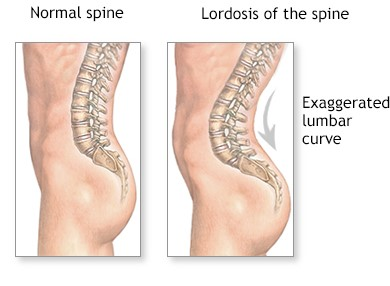 Normal spine
Lordosis of the spine
Exaggerated
lumbar
curve